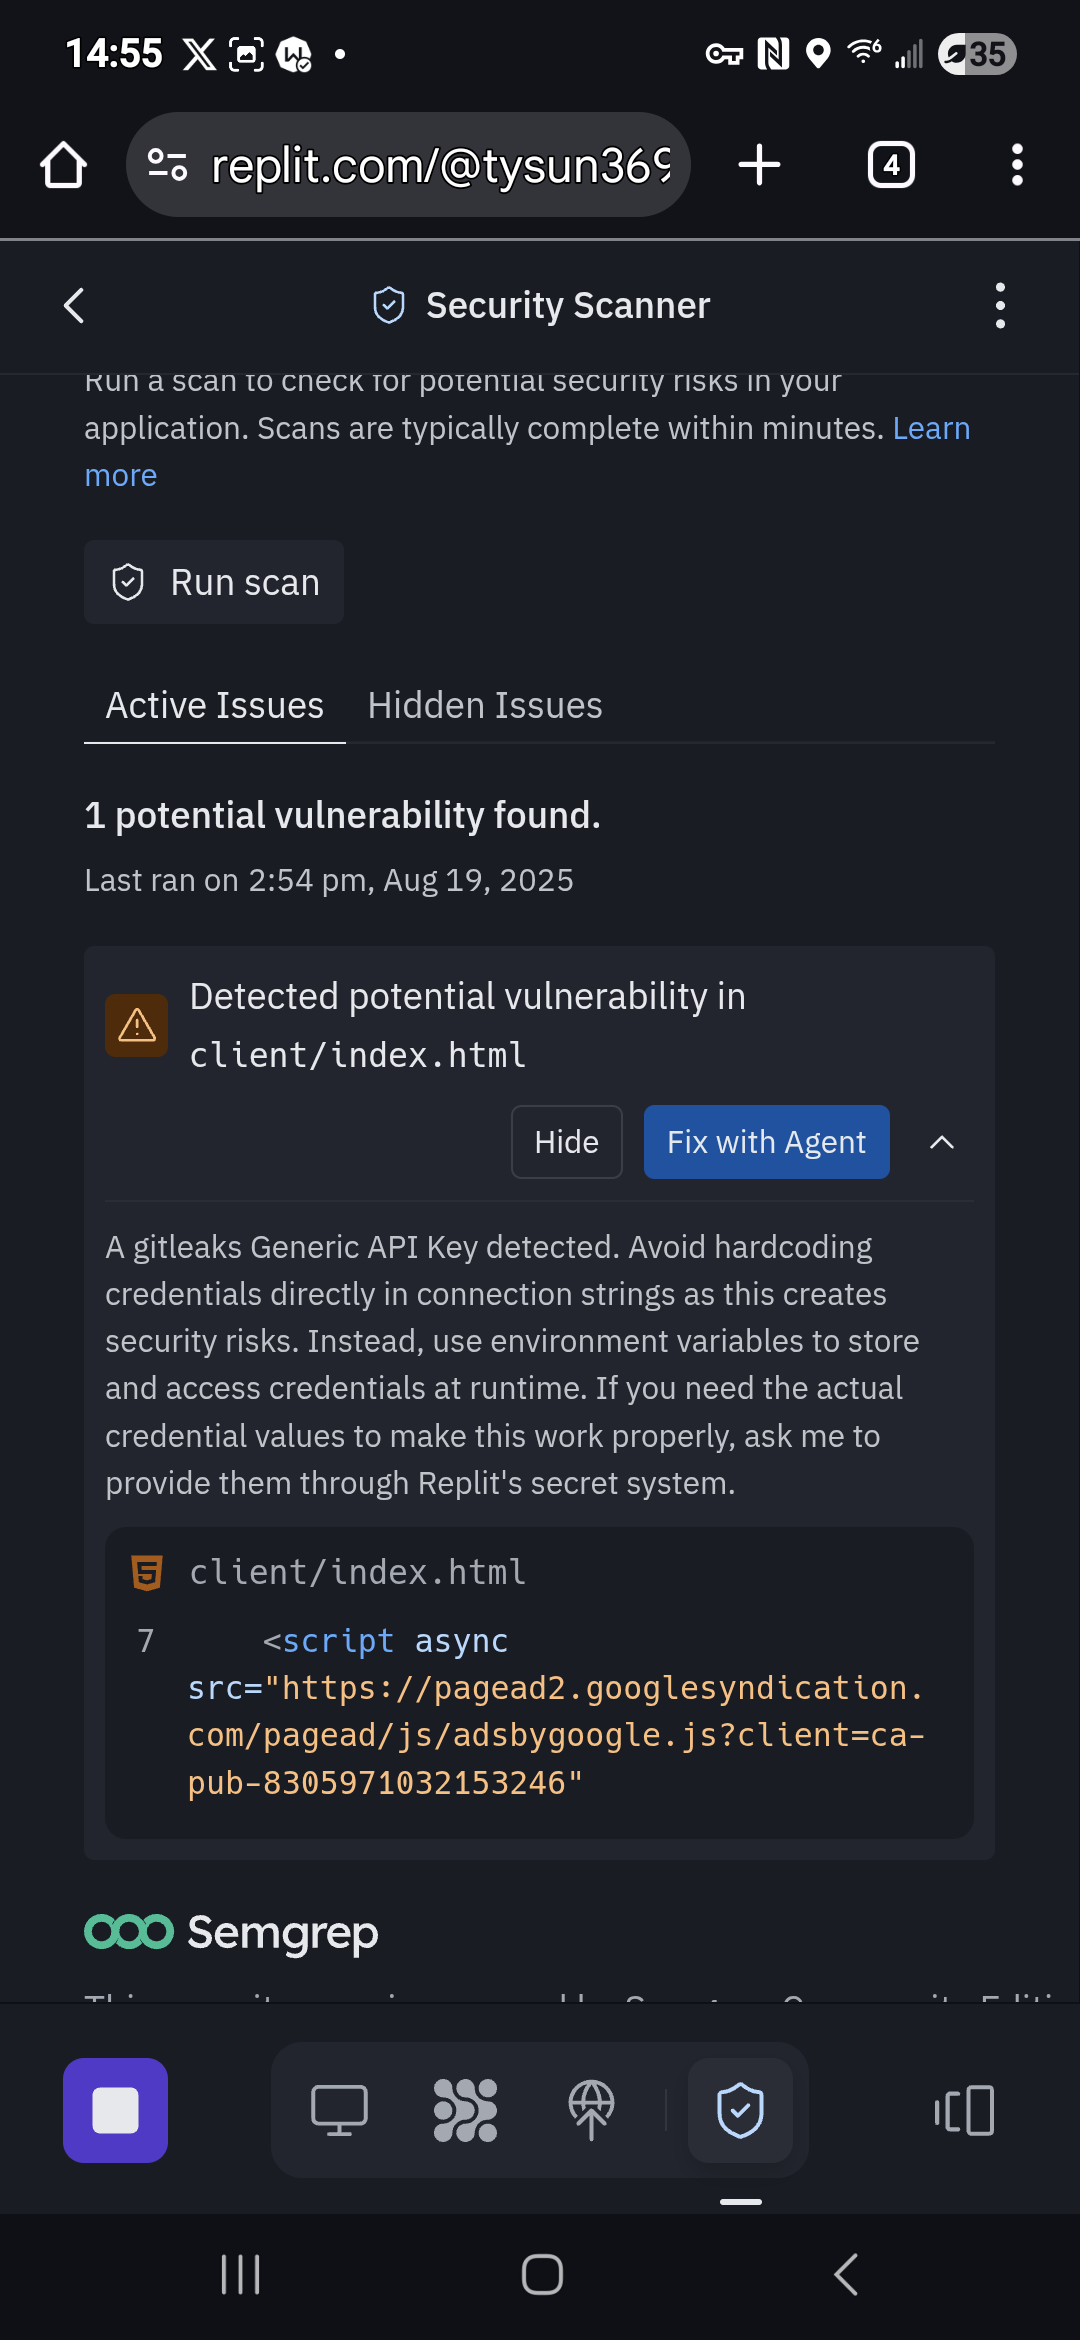 14:55
35
replit.com/@tysun369
4
Security Scanner
Run a scan to check for potential security risks in your
application. Scans are typically complete within minutes. Learn
more
Run scan
Active Issues Hidden Issues
1 potential vulnerability found.
Last ran on 2:54 pm, Aug 19, 2025
Detected potential vulnerability in
client/index.html
Hide Fix with Agent
A gitleaks Generic API Key detected. Avoid hardcoding
credentials directly in connection strings as this creates
security risks. Instead, use environment variables to store
and access credentials at runtime. If you need the actual
credential values to make this work properly, ask me to
provide them through Replit's secret system.
client/index.html
7 <script async
src="https://pagead2.googlesyndication.
com/pagead/js/adsbygoogle.js?client=ca-
pub-8305971032153246"
Semgrep